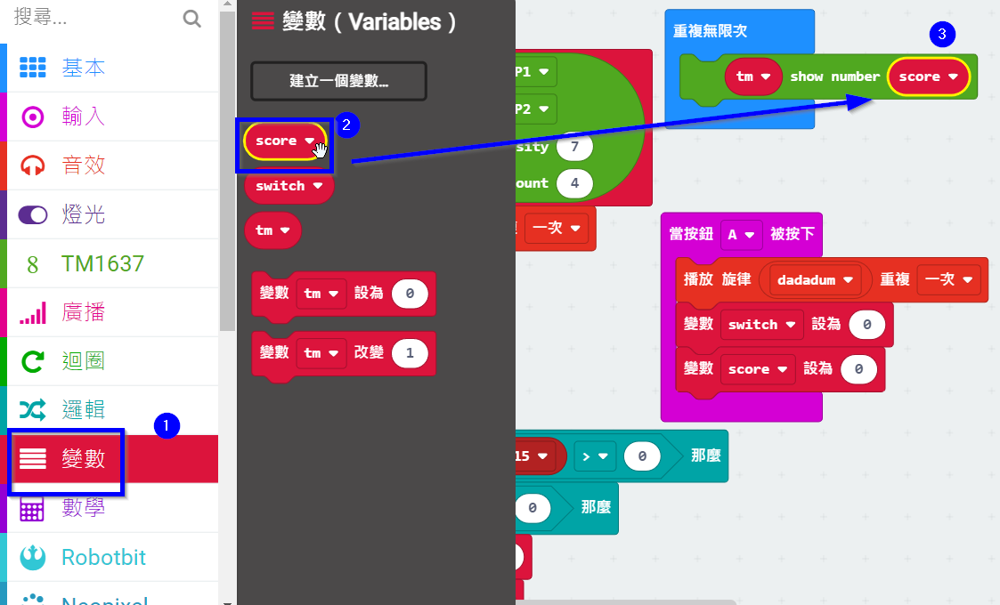 搜尋...
基本
輸入
音效
燈光
8 TM1637
廣播
迴圈
邏輯
1
變數
數學
Robotbit
Neopixel
變數 ( Variables )
建立一個變數...
score
2
switch
tm
變數 tm 設為 0
變數 tm 改變 1
P1
P2
sity 7
ount 4
一次
重複無限次
3
tm show number score
當按鈕 A 被按下
播放 旋律 dadadum 重複 一次
變數 switch 設為 0
變數 score 設為 0
15 > 0 那麼
0 那麼